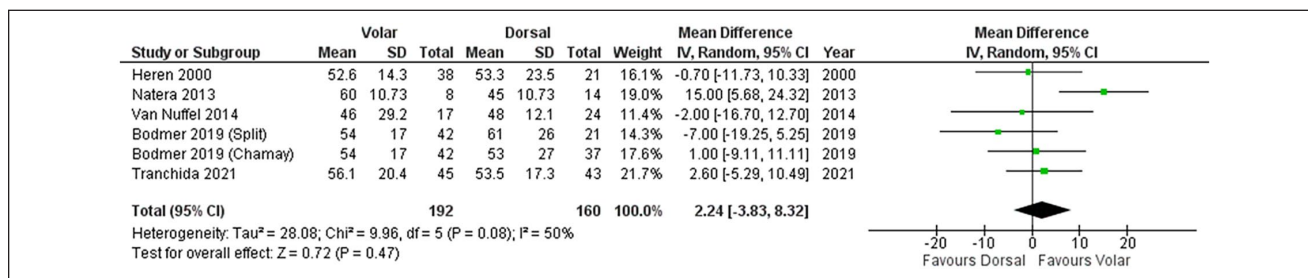 Volar Dorsal Mean Difference Mean Difference
Study or Subgroup Mean SD Total Mean SD Total Weight IV, Random, 95% CI Year IV, Random, 95% CI
Heren 2000 52.6 14.3 38 53.3 23.5 21 16.1% -0.70 [-11.73, 10.33] 2000
Natera 2013 60 10.73 8 45 10.73 14 19.0% 15.00 [5.68, 24.32] 2013
Van Nuffel 2014 46 29.2 17 48 12.1 24 11.4% -2.00 [-16.70, 12.70] 2014
Bodmer 2019 (Split) 54 17 42 61 26 21 14.3% -7.00 [-19.25, 5.25] 2019
Bodmer 2019 (Chamay) 54 17 42 53 27 37 17.6% 1.00 [-9.11, 11.11] 2019
Tranchida 2021 56.1 20.4 45 53.5 17.3 43 21.7% 2.60 [-5.29, 10.49] 2021
Total (95% CI) 192 160 100.0% 2.24 [-3.83, 8.32]
Heterogeneity: Tau² = 28.08; Chi² = 9.96, df = 5 (P = 0.08); I² = 50%
Test for overall effect: Z = 0.72 (P = 0.47)
-20 -10 0 10 20
Favours Dorsal Favours Volar